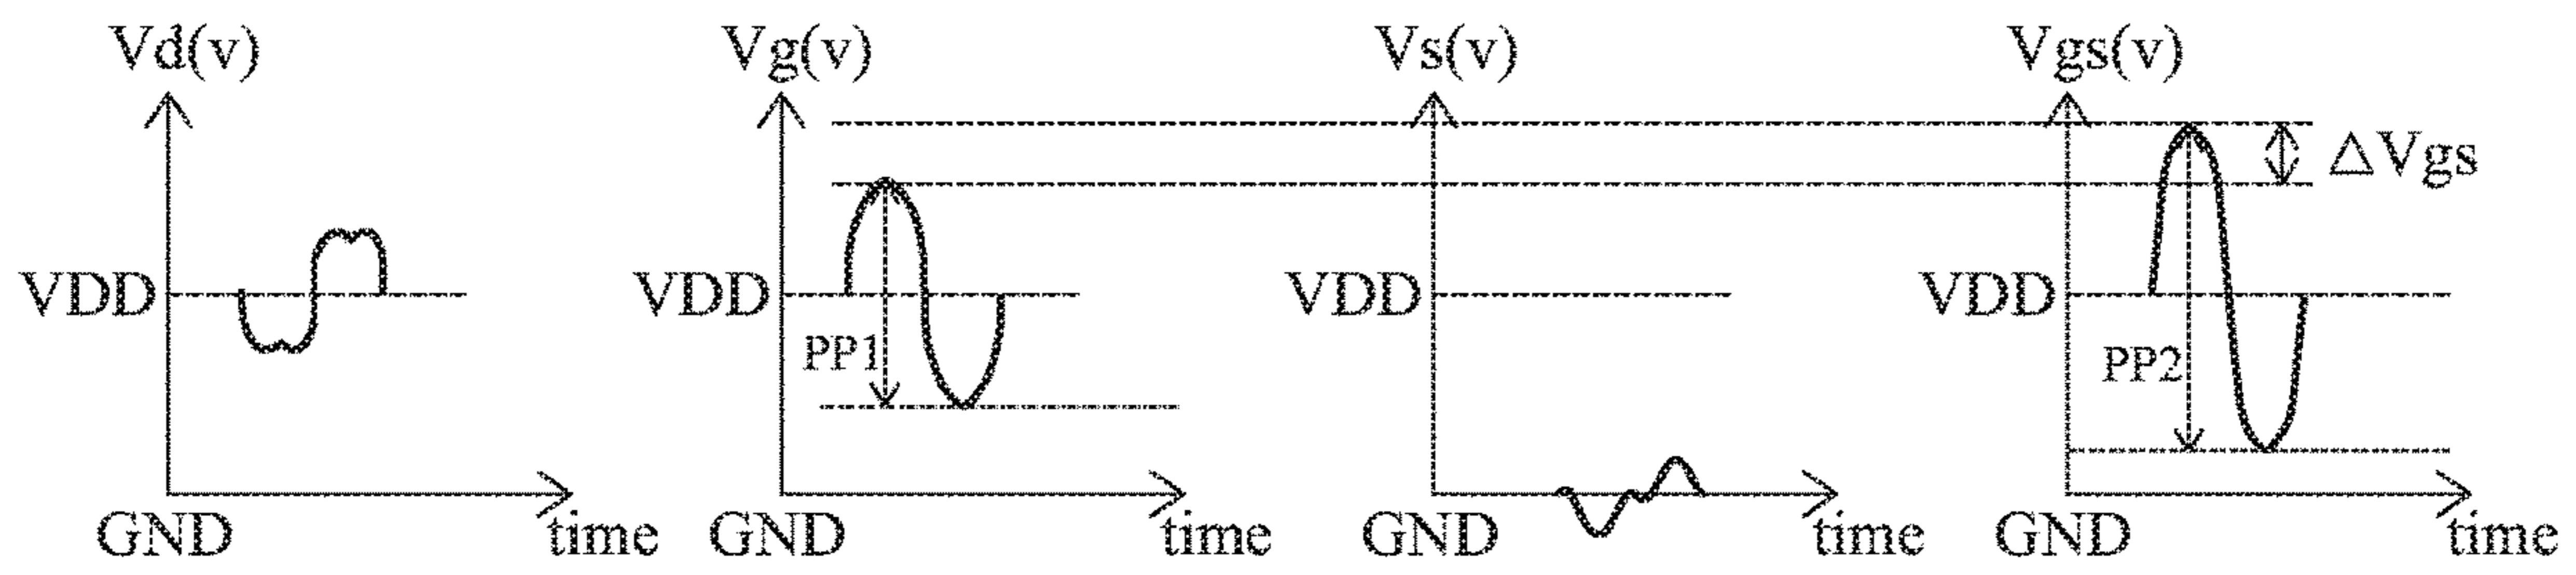 Vd(v) Vg(v) Vs(v) Vgs(v)
ΔVgs
VDD VDD VDD VDD
PP1 PP2
GND time GND time GND time GND time